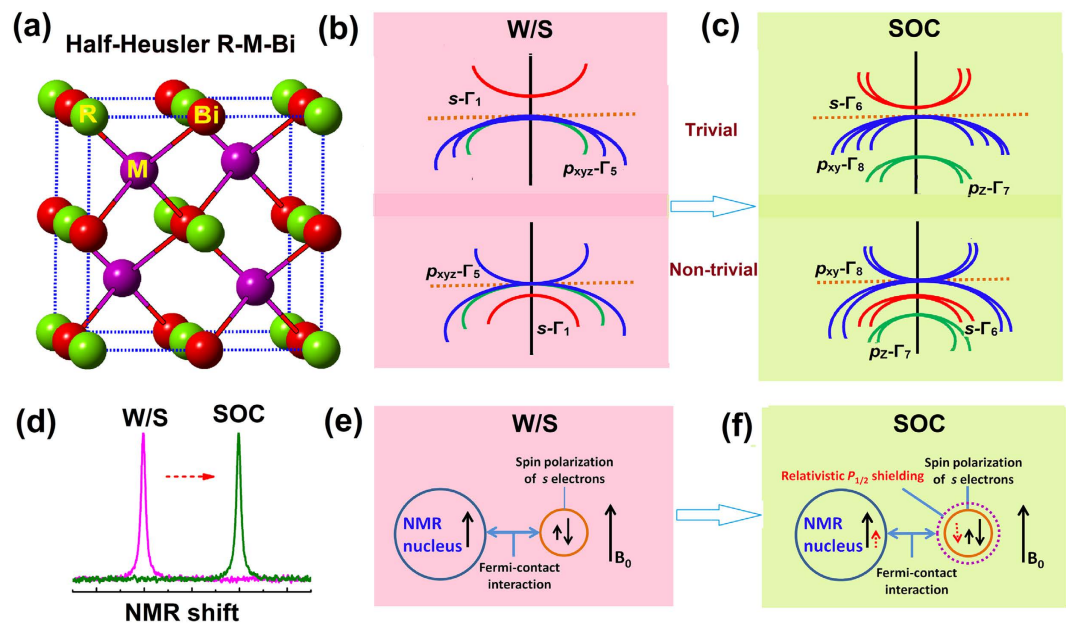 (a)
Half-Heusler R-M-Bi
R
Bi
M
(b)
W/S
s-Γ1
pxyz-Γ5
pxyz-Γ5
s-Γ1
Trivial
Non-trivial
(c)
SOC
s-Γ6
pxy-Γ8
pZ-Γ7
pxy-Γ8
s-Γ6
pZ-Γ7
(d)
W/S
SOC
NMR shift
(e)
W/S
Spin polarization
of s electrons
NMR
nucleus
Fermi-contact
interaction
B0
(f)
SOC
Relativistic P1/2 shielding
Spin polarization
of s electrons
NMR
nucleus
Fermi-contact
interaction
B0